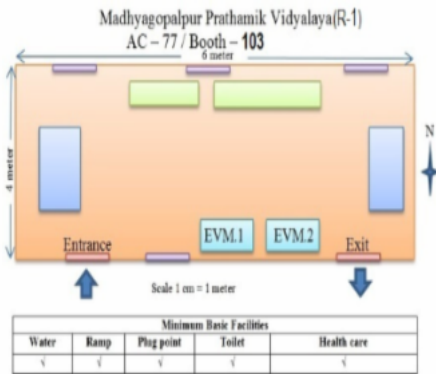 Madhyagopalpur Prathamik Vidyalaya(R-1)
AC – 77 / Booth – 103
6 meter
4 meter
N
EVM.1 EVM.2
Entrance Exit
Scale 1 cm = 1 meter
Minimum Basic Facilities
Water Ramp Plug point Toilet Health care
√ √ √ √ √